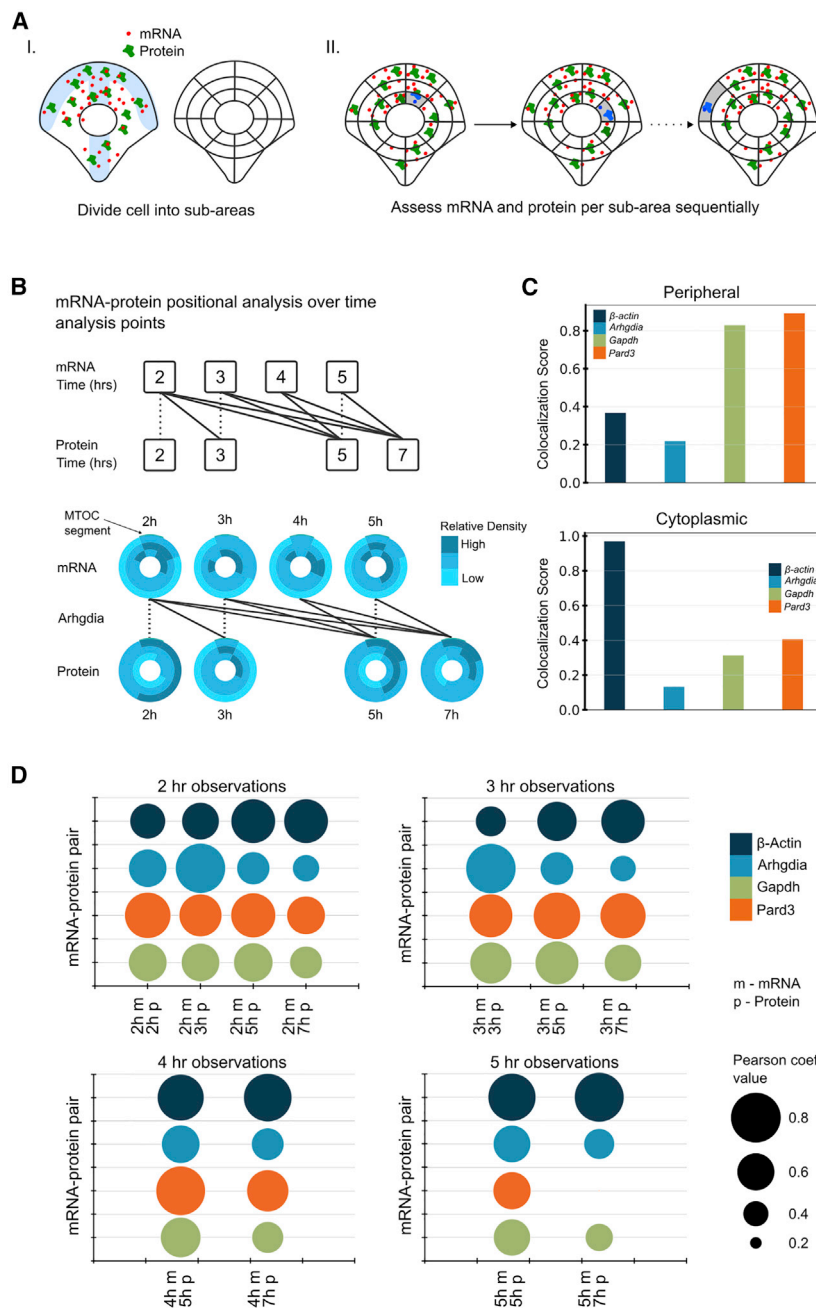 A
I.
mRNA
Protein
II.
Divide cell into sub-areas
Assess mRNA and protein per sub-area sequentially
B
mRNA-protein positional analysis over time
analysis points
mRNA
Time (hrs)
2 3 4 5
Protein
Time (hrs)
2 3 5 7
MTOC
segment
2h 3h 4h 5h
mRNA
Relative Density
High
Low
Arhgdia
Protein
2h 3h 5h 7h
C
Peripheral
Colocalization Score
0.8
0.6
0.4
0.2
0.0
β-actin
Arhgdia
Gapdh
Pard3
Cytoplasmic
Colocalization Score
1.0
0.8
0.6
0.4
0.2
0.0
β-actin
Arhgdia
Gapdh
Pard3
D
2 hr observations
mRNA-protein pair
2h m
2h p
2h m
3h p
2h m
5h p
2h m
7h p
3 hr observations
mRNA-protein pair
3h m
3h p
3h m
5h p
3h m
7h p
β-Actin
Arhgdia
Gapdh
Pard3
m - mRNA
p - Protein
4 hr observations
mRNA-protein pair
4h m
5h p
4h m
7h p
5 hr observations
mRNA-protein pair
5h m
5h p
5h m
7h p
Pearson coef
value
0.8
0.6
0.4
0.2